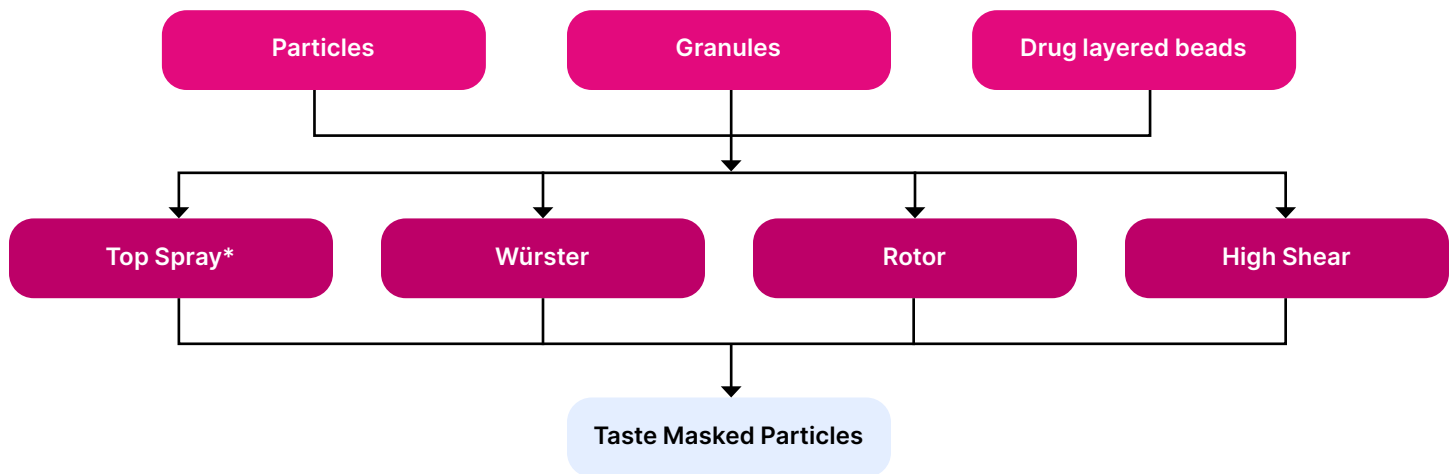 Particles
Granules
Drug layered beads
Top Spray*
Würster
Rotor
High Shear
Taste Masked Particles